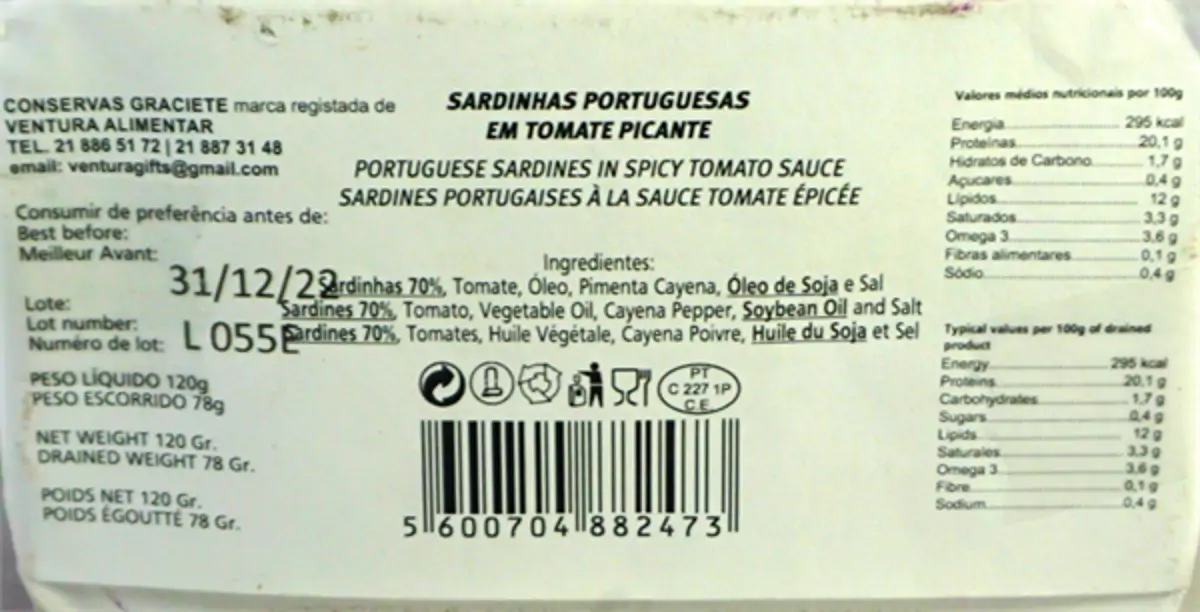 CONSERVAS GRACIETE marca registada de
VENTURA ALIMENTAR
TEL. 21 886 51 72 | 21 887 31 48
email: venturagifts@gmail.com
Consumir de preferência antes de:
Best before:
Meilleur Avant:
31/12/22
Lote:
Lot number:
Numéro de lot:
L 055E
PESO LÍQUIDO 120g
PESO ESCORRIDO 78g
NET WEIGHT 120 Gr.
DRAINED WEIGHT 78 Gr.
POIDS NET 120 Gr.
POIDS ÉGOUTTÉ 78 Gr.
SARDINHAS PORTUGUESAS
EM TOMATE PICANTE
PORTUGUESE SARDINES IN SPICY TOMATO SAUCE
SARDINES PORTUGAISES À LA SAUCE TOMATE ÉPICÉE
Ingredientes:
Sardinhas 70%, Tomate, Óleo, Pimenta Cayena, Óleo de Soja e Sal
Sardines 70%, Tomato, Vegetable Oil, Cayena Pepper, Soybean Oil and Salt
Sardines 70%, Tomates, Huile Végétale, Cayena Poivre, Huile du Soja et Sel
PT
C 227 1P
C.E.
5 600704 882473
Valores médios nutricionais por 100g
Energia 295 kcal
Proteínas 20,1 g
Hidratos de Carbono 1,7 g
Açucares 0,4 g
Lípidos 12 g
Saturados 3,3 g
Omega 3 3,6 g
Fibras alimentares 0,1 g
Sódio 0,4 g
Typical values per 100g of drained
product
Energy 295 kcal
Proteins 20,1 g
Carbohydrates 1,7 g
Sugars 0,4 g
Lipids 12 g
Saturales 3,3 g
Omega 3 3,6 g
Fibre 0,1 g
Sodium 0,4 g